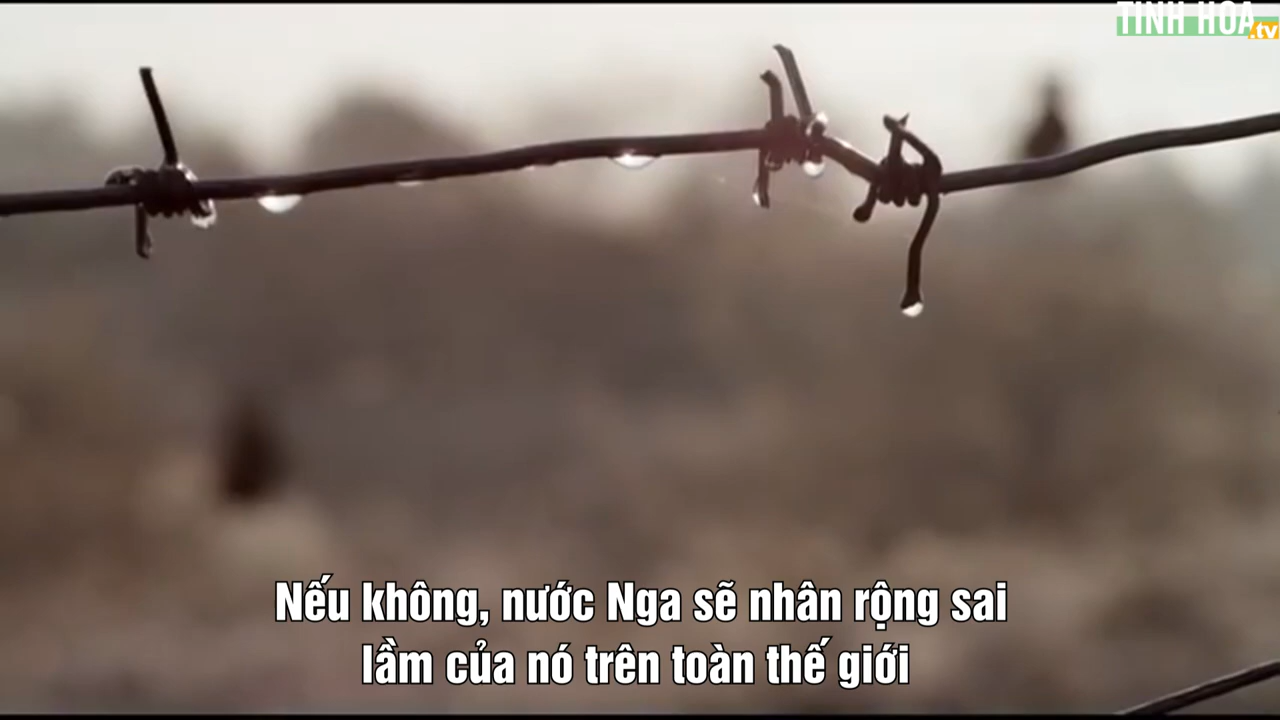 TINH HOA
.tv
Nếu không, nước Nga sẽ nhân rộng sai
lầm của nó trên toàn thế giới